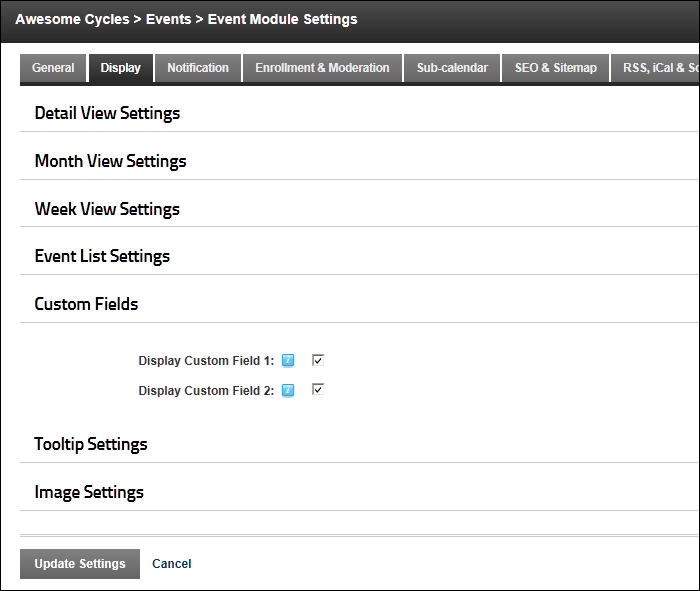 Awesome Cycles > Events > Event Module Settings
General Display Notification Enrollment & Moderation Sub-calendar SEO & Sitemap RSS, iCal &
Detail View Settings
Month View Settings
Week View Settings
Event List Settings
Custom Fields
Display Custom Field 1:
Display Custom Field 2:
Tooltip Settings
Image Settings
Update Settings Cancel